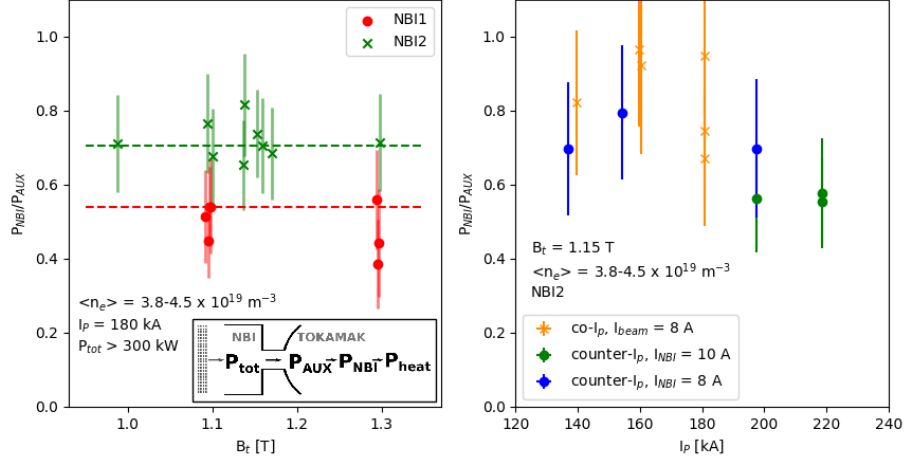 NBI1
NBI2
1.0
0.8
0.6
0.4
0.2
0.0
P_NBI/P_AUX
<n_e> = 3.8-4.5 x 10^19 m^−3
I_P = 180 kA
P_tot > 300 kW
NBI TOKAMAK
P_tot P_AUX P_NBI P_heat
1.0 1.1 1.2 1.3
B_t [T]
1.0
0.8
0.6
0.4
0.2
0.0
P_NBI/P_AUX
B_t = 1.15 T
<n_e> = 3.8-4.5 x 10^19 m^−3
NBI2
co-I_p, I_beam = 8 A
counter-I_p, I_NBI = 10 A
counter-I_p, I_NBI = 8 A
120 140 160 180 200 220 240
I_P [kA]